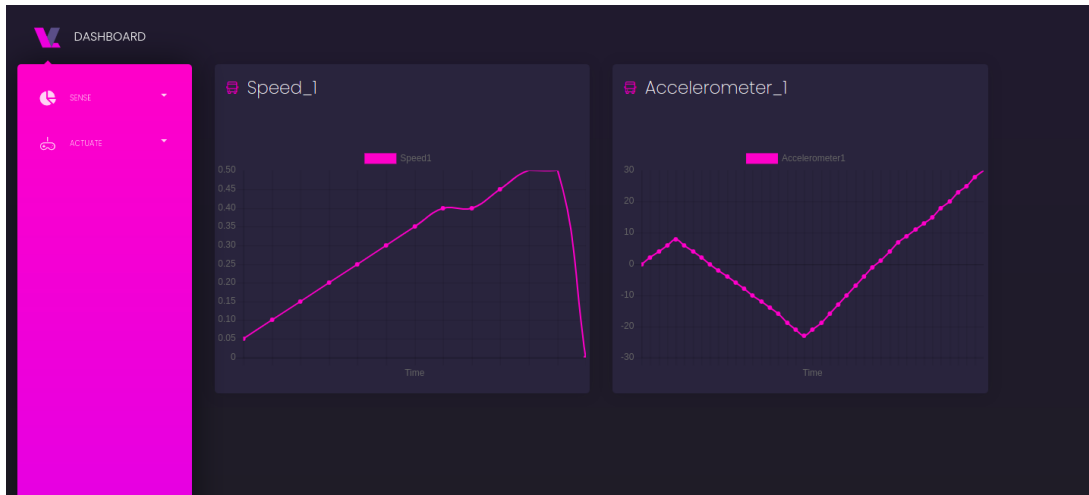 DASHBOARD
SENSE
ACTUATE
Speed_1
Speed1
0.50
0.45
0.40
0.35
0.30
0.25
0.20
0.15
0.10
0.05
0
Time
Accelerometer_1
Accelerometer1
30
20
10
0
-10
-20
-30
Time